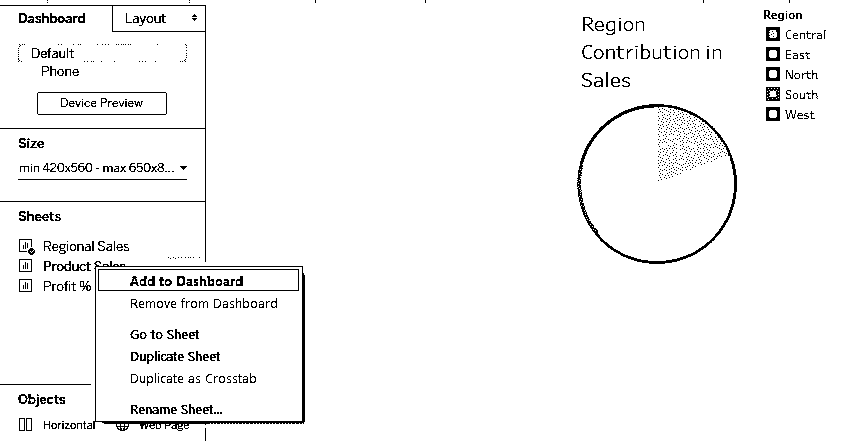 Dashboard
Layout
Default
Phone
Device Preview
Size
min 420x560 - max 650x8...
Sheets
Regional Sales
Product Sales
Profit %
Add to Dashboard
Remove from Dashboard
Go to Sheet
Duplicate Sheet
Duplicate as Crosstab
Rename Sheet...
Objects
Horizontal
Web Page
Region
Contribution in
Sales
Region
Central
East
North
South
West